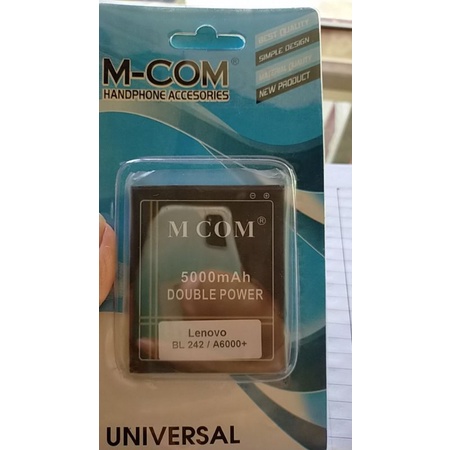 BEST QUALITY
SIMPLE DESIGN
NEW PRODUCT
M-COM®
HANDPHONE ACCESORIES
M COM®
5000mAh
DOUBLE POWER
Lenovo
BL 242 / A6000+
UNIVERSAL